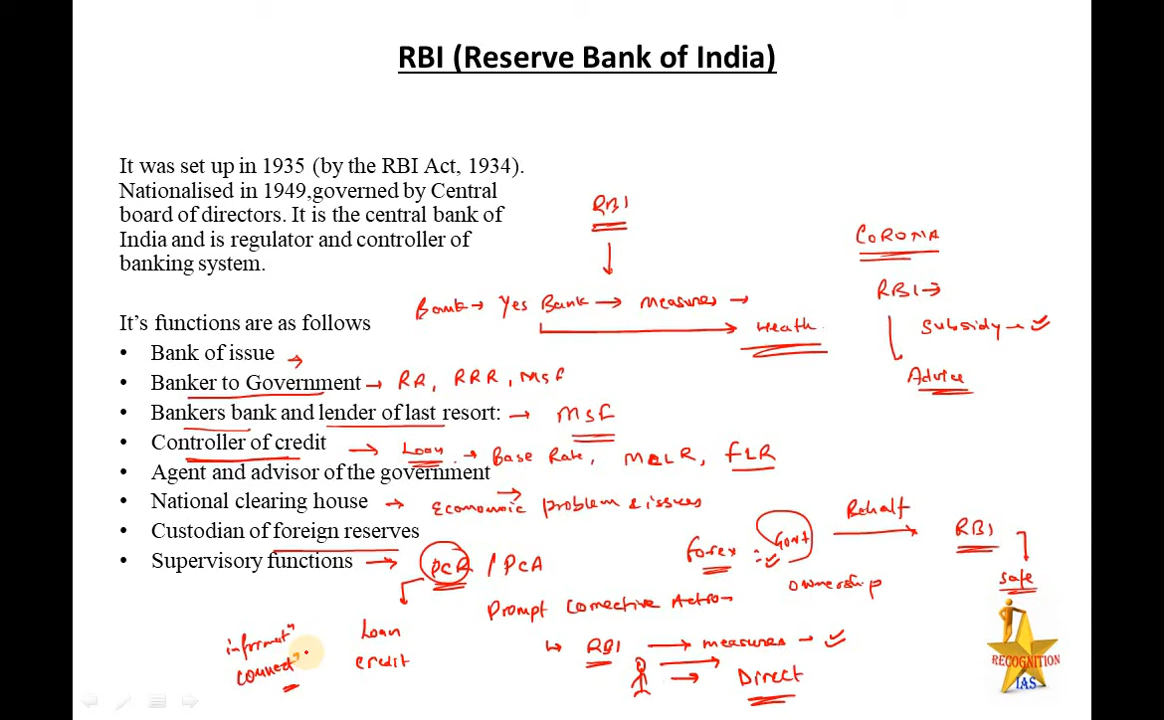 RBI (Reserve Bank of India)
It was set up in 1935 (by the RBI Act, 1934).
Nationalised in 1949,governed by Central
board of directors. It is the central bank of
India and is regulator and controller of
banking system.
RBI
CORONA
RBI→
Bank→ Yes Bank → Measures →
Subsidy → ✓
Heath
Advice
It's functions are as follows
• Bank of issue →
• Banker to Government → RR, RRR, MSF
• Bankers bank and lender of last resort: → MSF
• Controller of credit → Loan → Base Rate, MCLR, FLR
• Agent and advisor of the government
• National clearing house → Economic problem & issues
• Custodian of foreign reserves
Forex Govt Behalf RBI
ownership
safe
• Supervisory functions → PCR / PCA
Prompt Corrective Action
Loan
credit
informat"
connect"
↳ RBI → measures → ✓
→ Direct
RECOGNITION
IAS